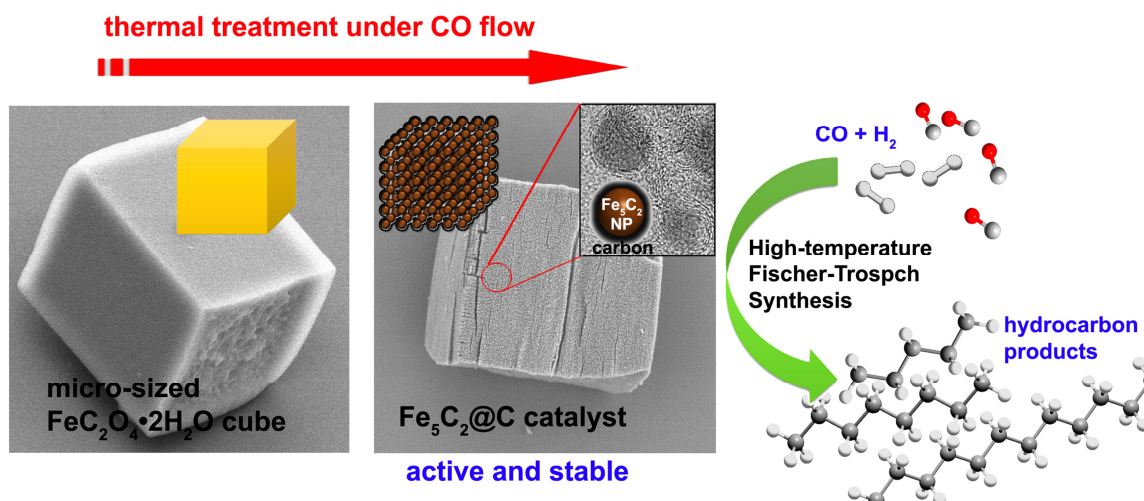 thermal treatment under CO flow
micro-sized
FeC₂O₄•2H₂O cube
Fe₅C₂
NP
carbon
Fe₅C₂@C catalyst
active and stable
CO + H₂
High-temperature
Fischer-Trospch
Synthesis
hydrocarbon
products